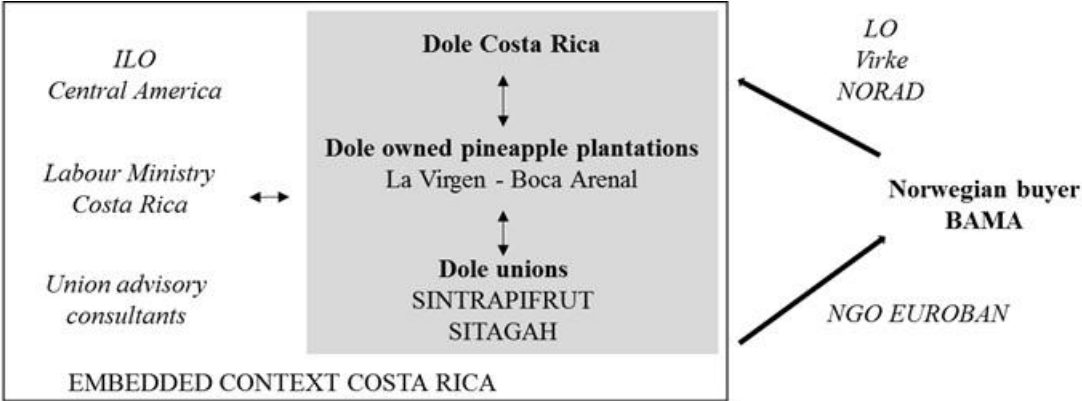 ILO
Central America
Labour Ministry
Costa Rica
Union advisory
consultants
Dole Costa Rica
Dole owned pineapple plantations
La Virgen - Boca Arenal
Dole unions
SINTRAPIFRUT
SITAGAH
EMBEDDED CONTEXT COSTA RICA
LO
Virke
NORAD
Norwegian buyer
BAMA
NGO EUROBAN